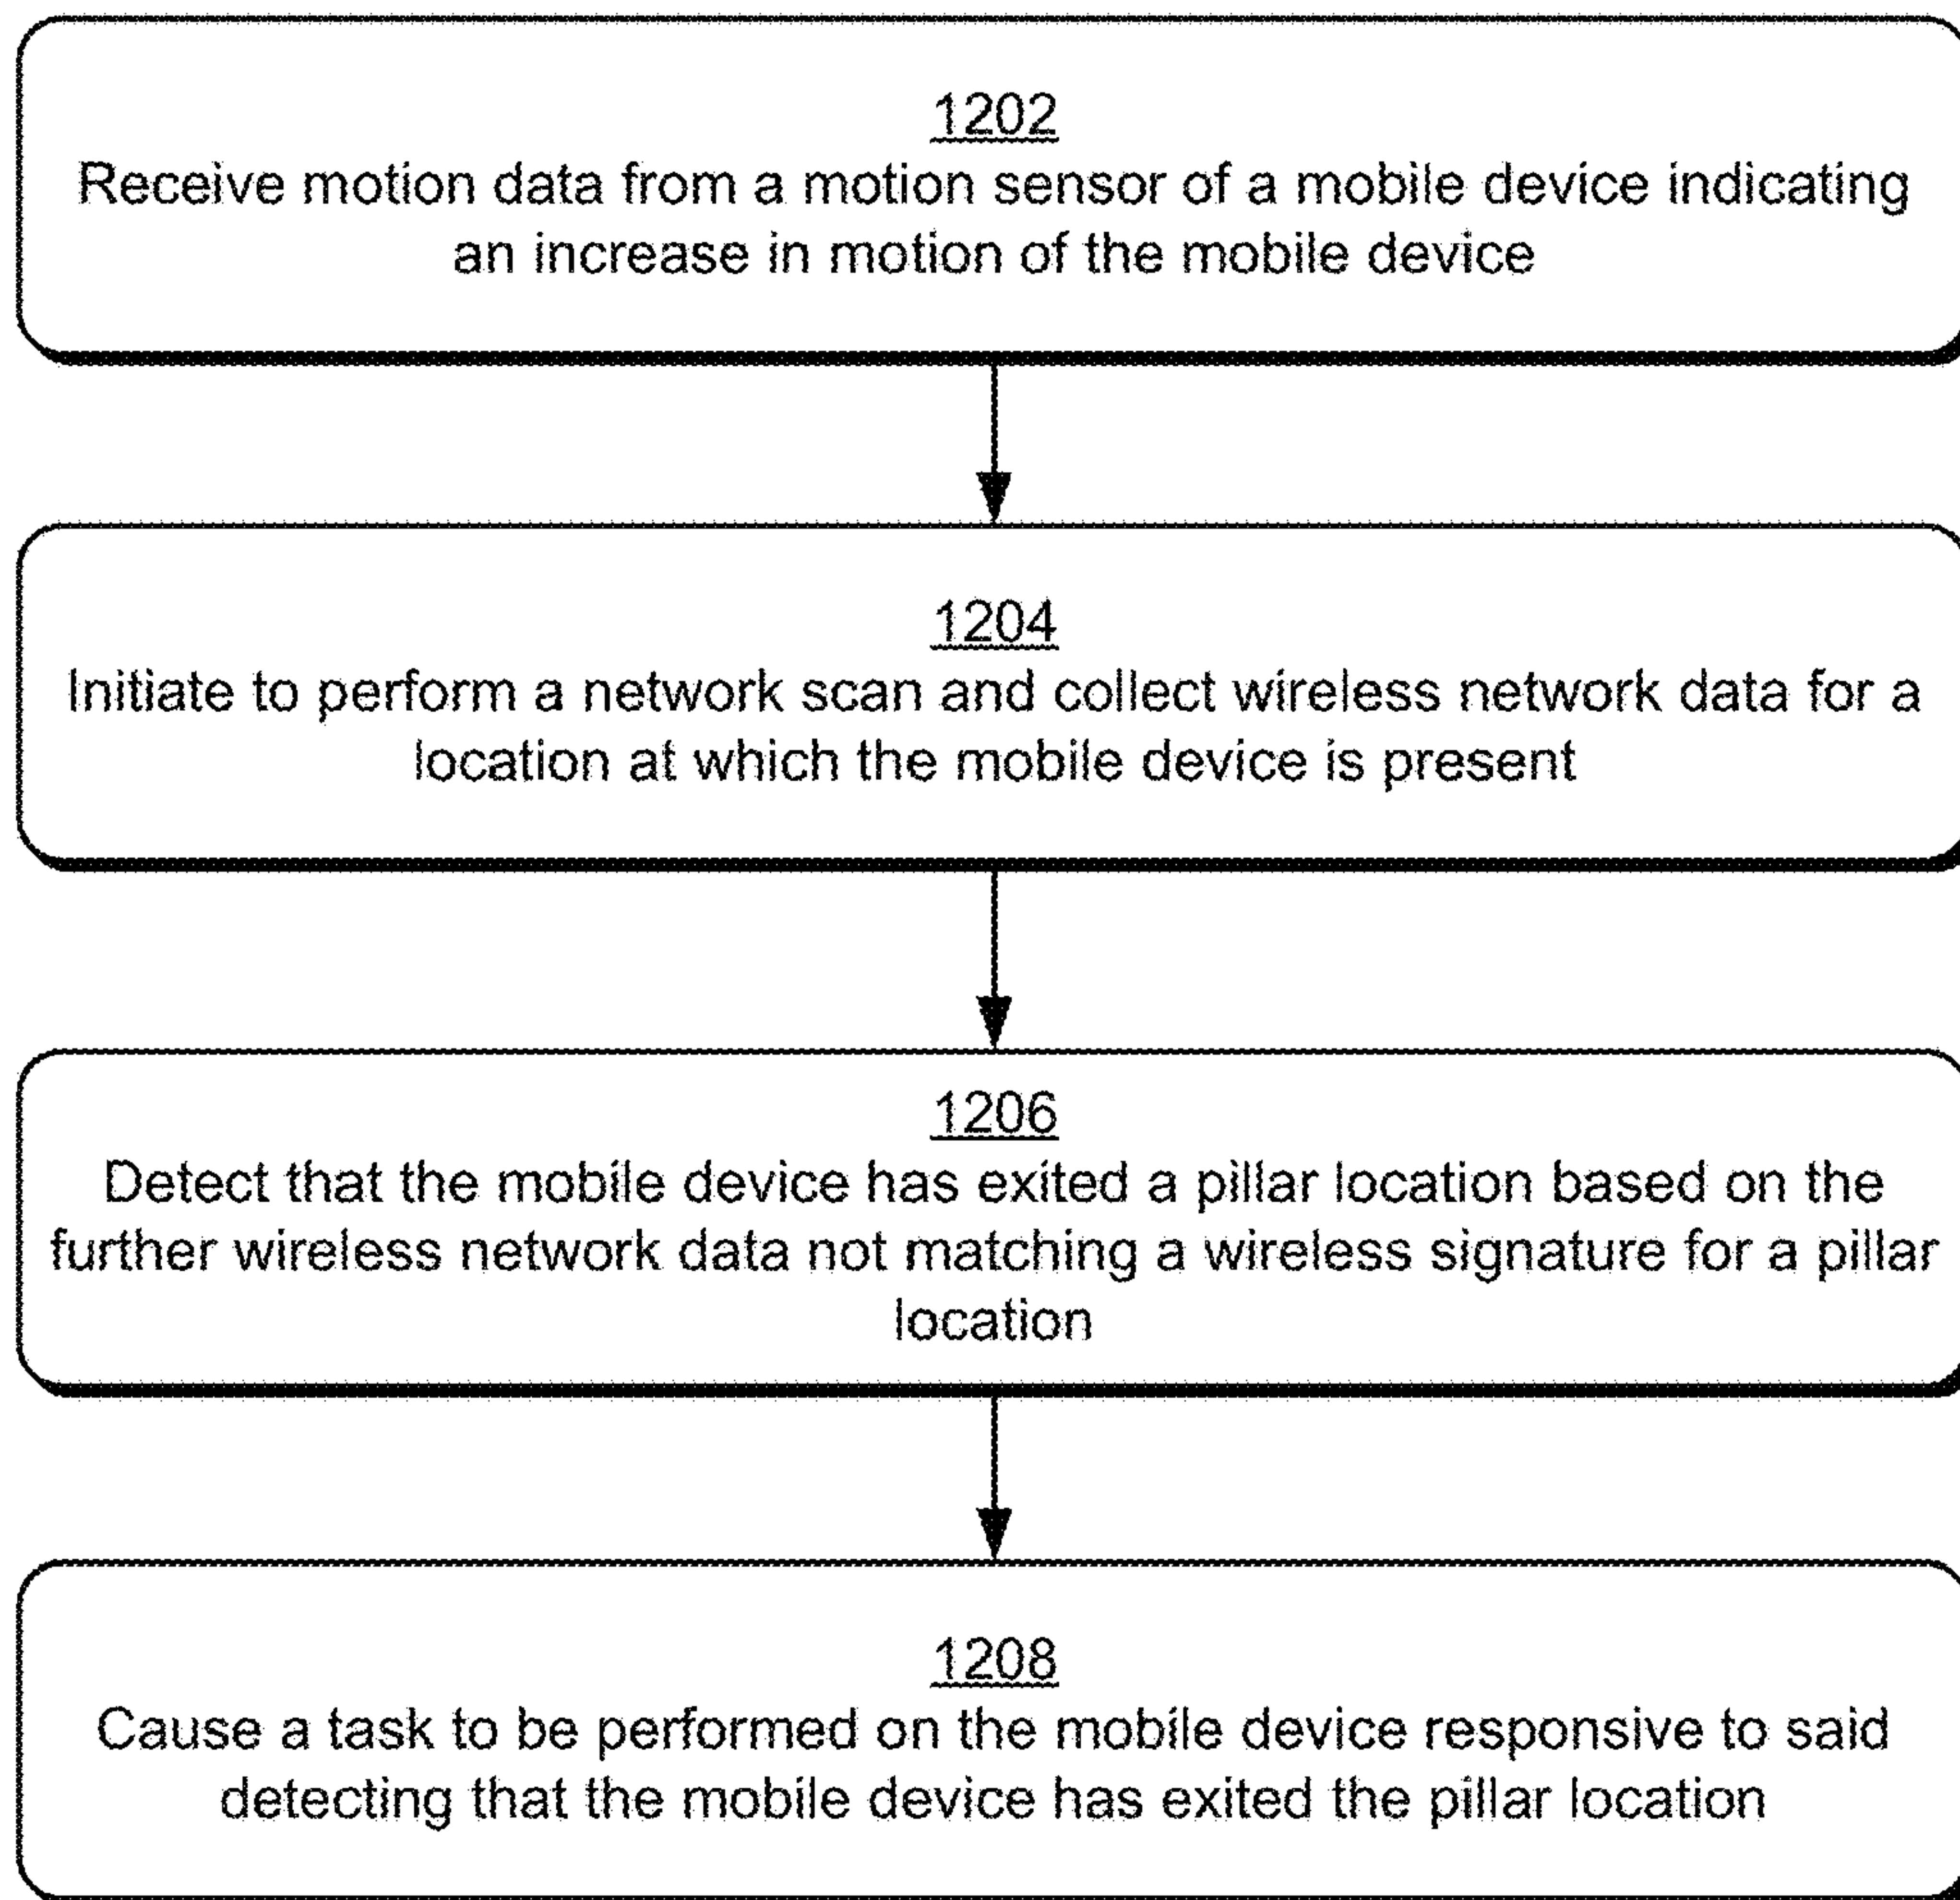 1202
Receive motion data from a motion sensor of a mobile device indicating
an increase in motion of the mobile device
1204
Initiate to perform a network scan and collect wireless network data for a
location at which the mobile device is present
1206
Detect that the mobile device has exited a pillar location based on the
further wireless network data not matching a wireless signature for a pillar
location
1208
Cause a task to be performed on the mobile device responsive to said
detecting that the mobile device has exited the pillar location